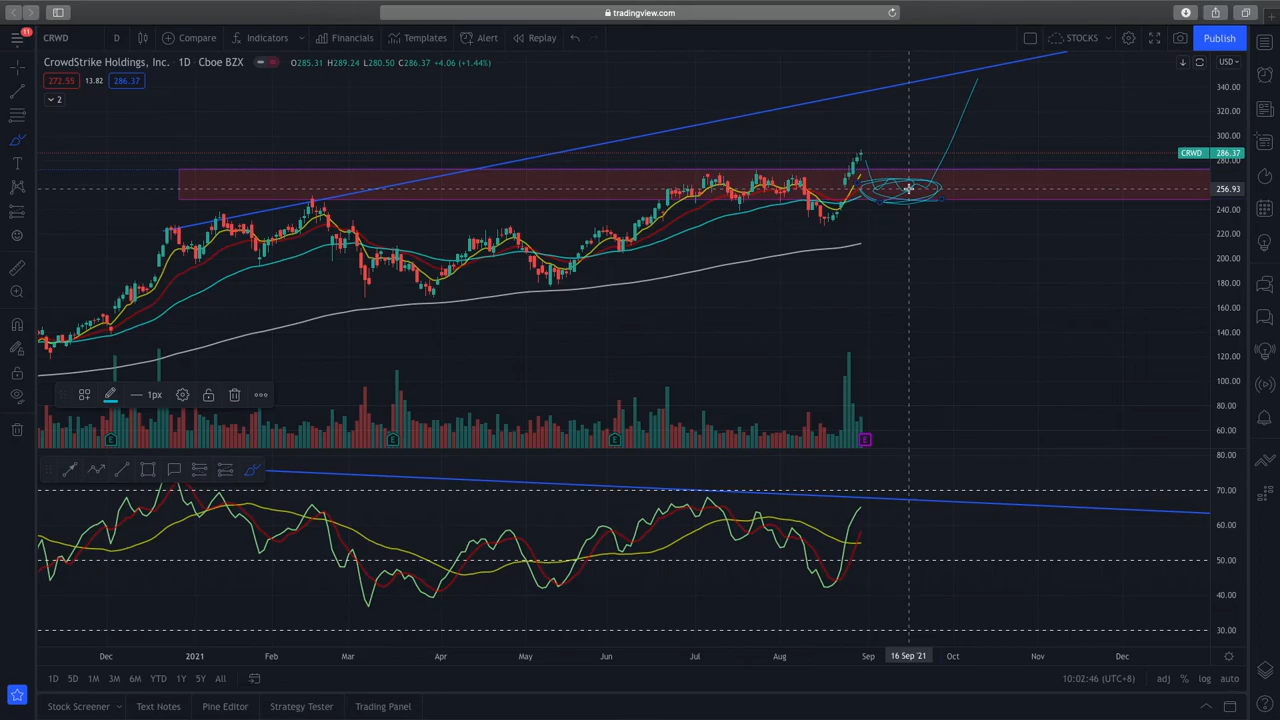 tradingview.com
11
CRWD
D
Compare
Indicators
Financials
Templates
Alert
Replay
STOCKS
Publish
CrowdStrike Holdings, Inc. 1D Cboe BZX
O285.31 H289.24 L280.50 C286.37 +4.06 (+1.44%)
USD
272.55 13.82 286.37
2
340.00
320.00
300.00
CRWD 286.37
280.00
256.93
240.00
220.00
200.00
180.00
160.00
140.00
120.00
100.00
80.00
60.00
1px
E
E
E
E
80.00
70.00
60.00
50.00
40.00
30.00
Dec 2021 Feb Mar Apr May Jun Jul Aug Sep 16 Sep '21 Oct Nov Dec
1D 5D 1M 3M 6M YTD 1Y 5Y All
10:02:46 (UTC+8) adj % log auto
Stock Screener Text Notes Pine Editor Strategy Tester Trading Panel